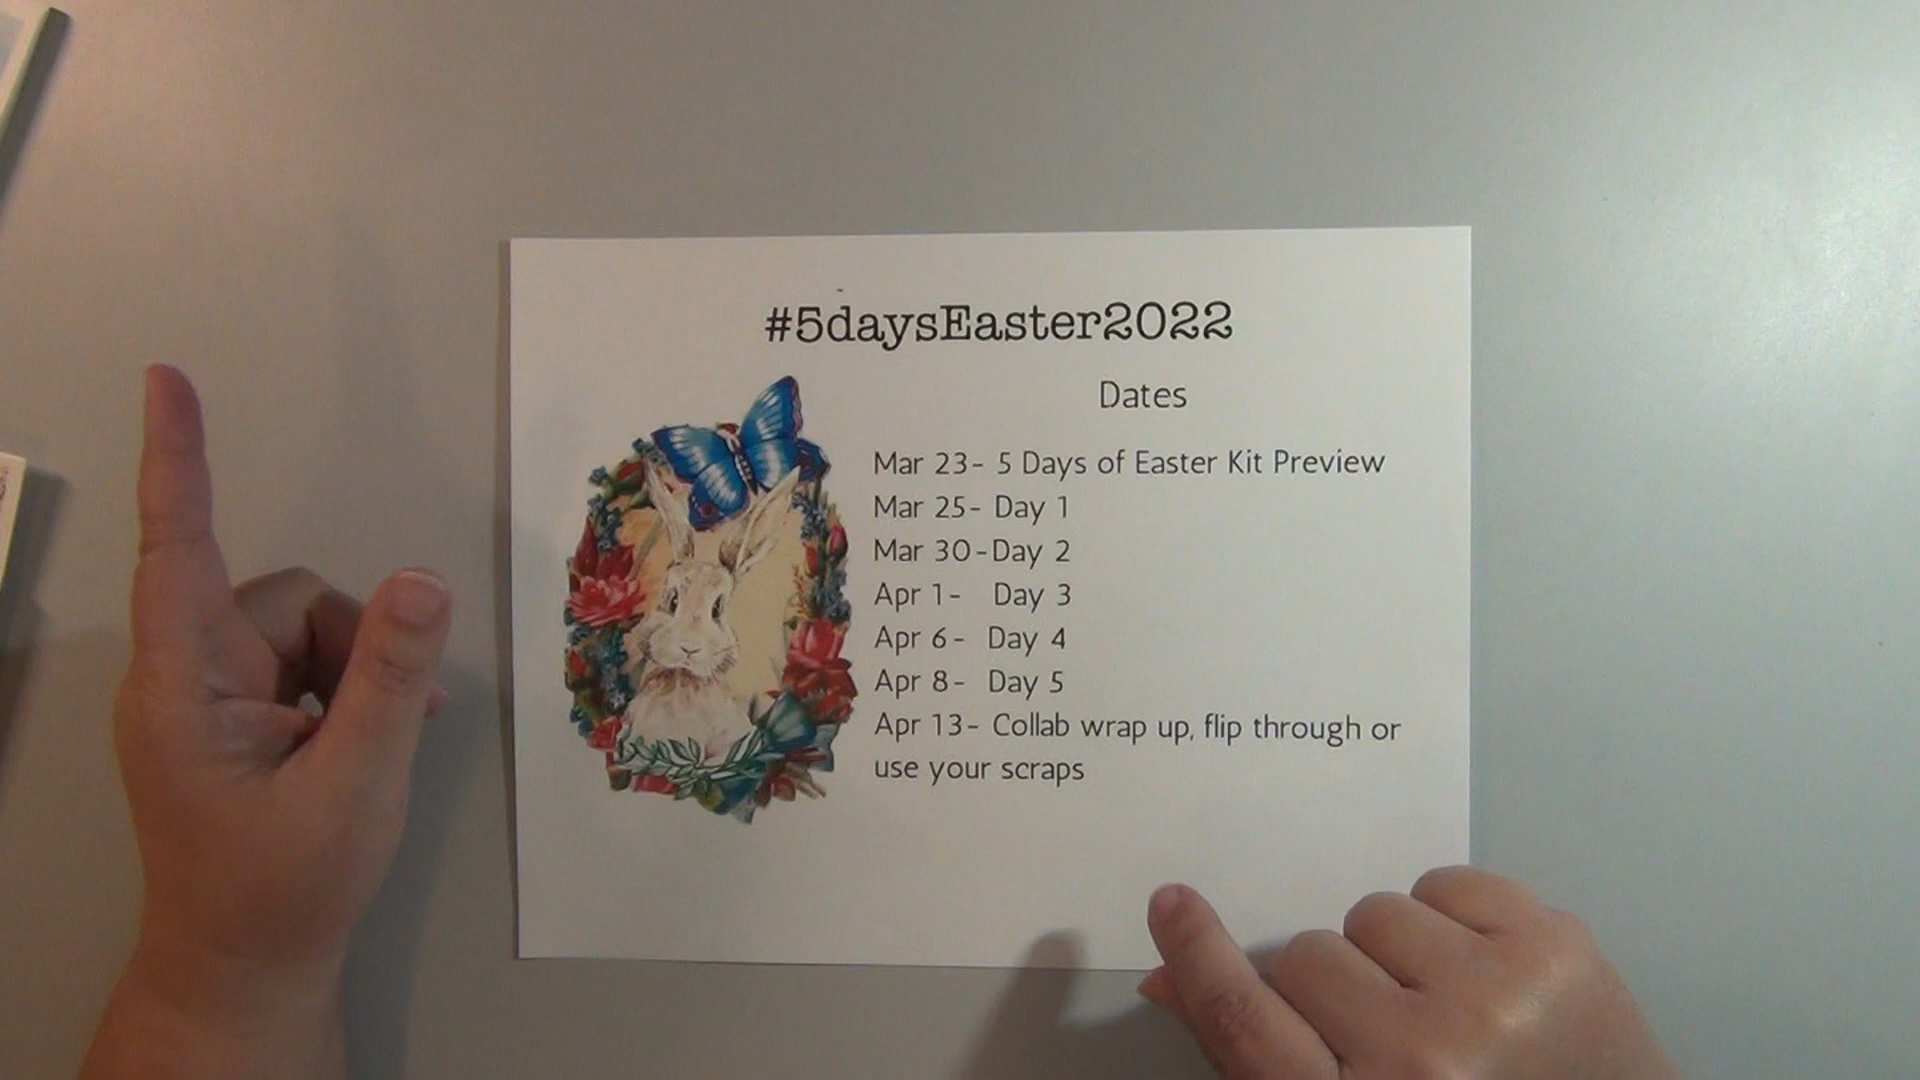 #5daysEaster2022
Dates
Mar 23- 5 Days of Easter Kit Preview
Mar 25- Day 1
Mar 30-Day 2
Apr 1- Day 3
Apr 6- Day 4
Apr 8- Day 5
Apr 13- Collab wrap up, flip through or
use your scraps